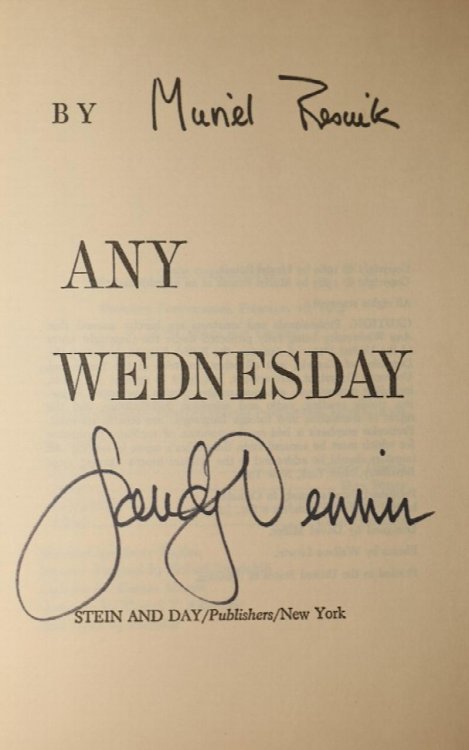 BY Muriel Resnik
ANY
WEDNESDAY
Sandy Dennis
STEIN AND DAY/Publishers/New York